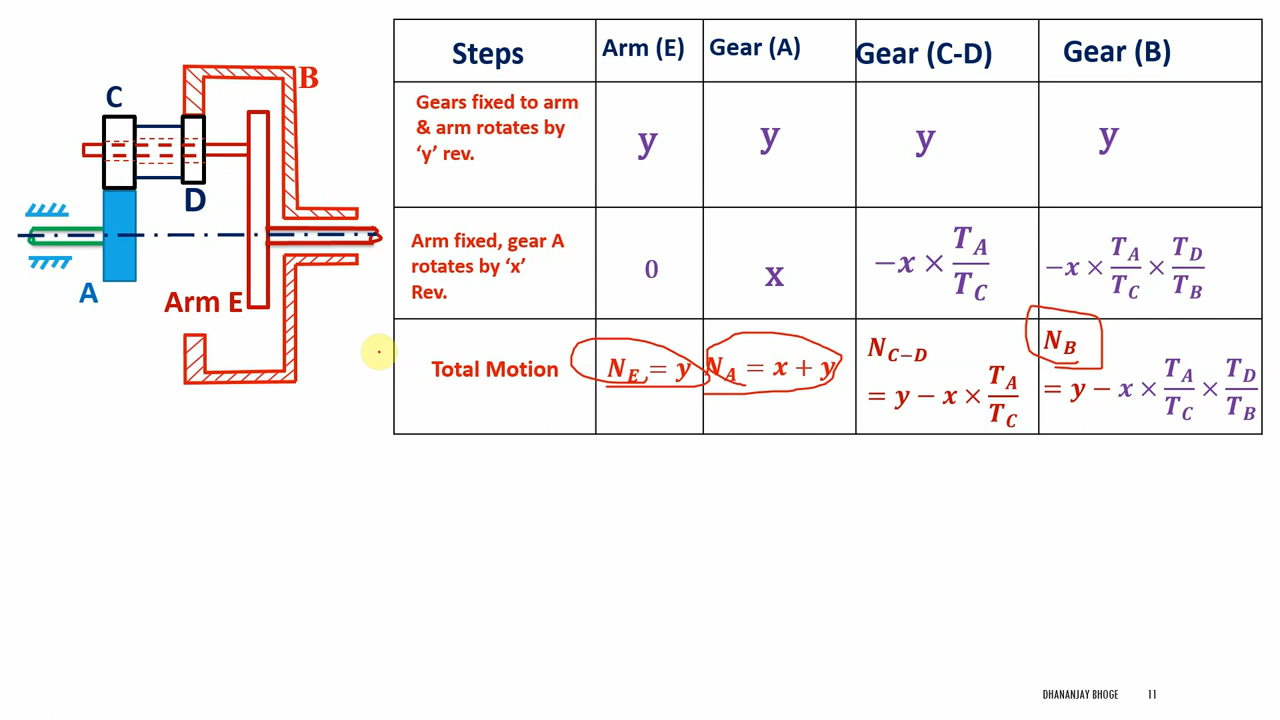 B
C
D
A
Arm E
Steps
Arm (E)
Gear (A)
Gear (C-D)
Gear (B)
Gears fixed to arm
& arm rotates by
‘y’ rev.
y
y
y
y
Arm fixed, gear A
rotates by ‘x’
Rev.
0
x
−x × T_A/T_C
−x × T_A/T_C × T_D/T_B
Total Motion
N_E = y
N_A = x + y
N_{C−D}
= y − x × T_A/T_C
N_B
= y − x × T_A/T_C × T_D/T_B
DHANANJAY BHOGE 11